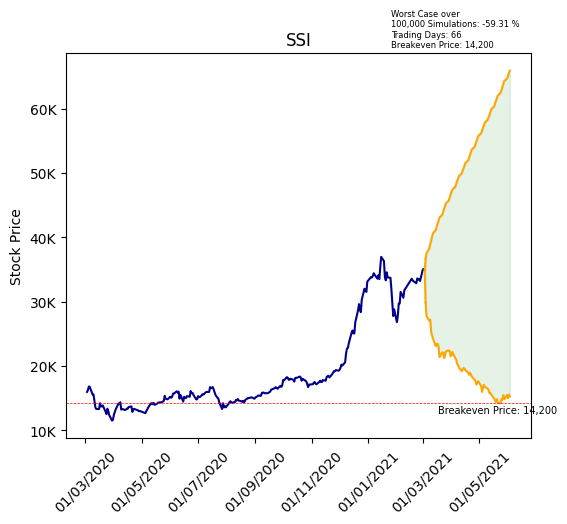 Worst Case over
100,000 Simulations: -59.31 %
Trading Days: 66
Breakeven Price: 14,200
SSI
Stock Price
60K
50K
40K
30K
20K
10K
Breakeven Price: 14,200
01/03/2020
01/05/2020
01/07/2020
01/09/2020
01/11/2020
01/01/2021
01/03/2021
01/05/2021